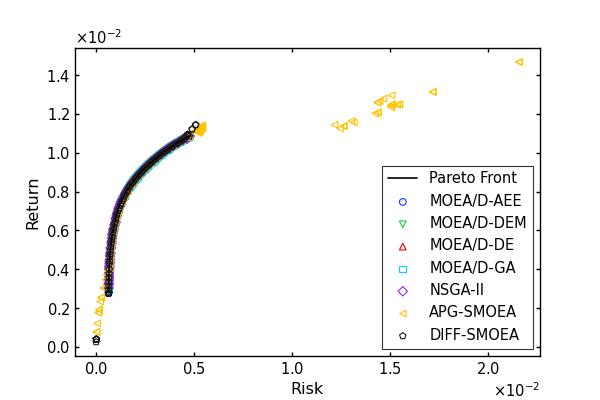 ×10⁻²
1.4
1.2
1.0
0.8
0.6
0.4
0.2
0.0
Return
Pareto Front
MOEA/D-AEE
MOEA/D-DEM
MOEA/D-DE
MOEA/D-GA
NSGA-II
APG-SMOEA
DIFF-SMOEA
0.0 0.5 1.0 1.5 2.0
Risk
×10⁻²